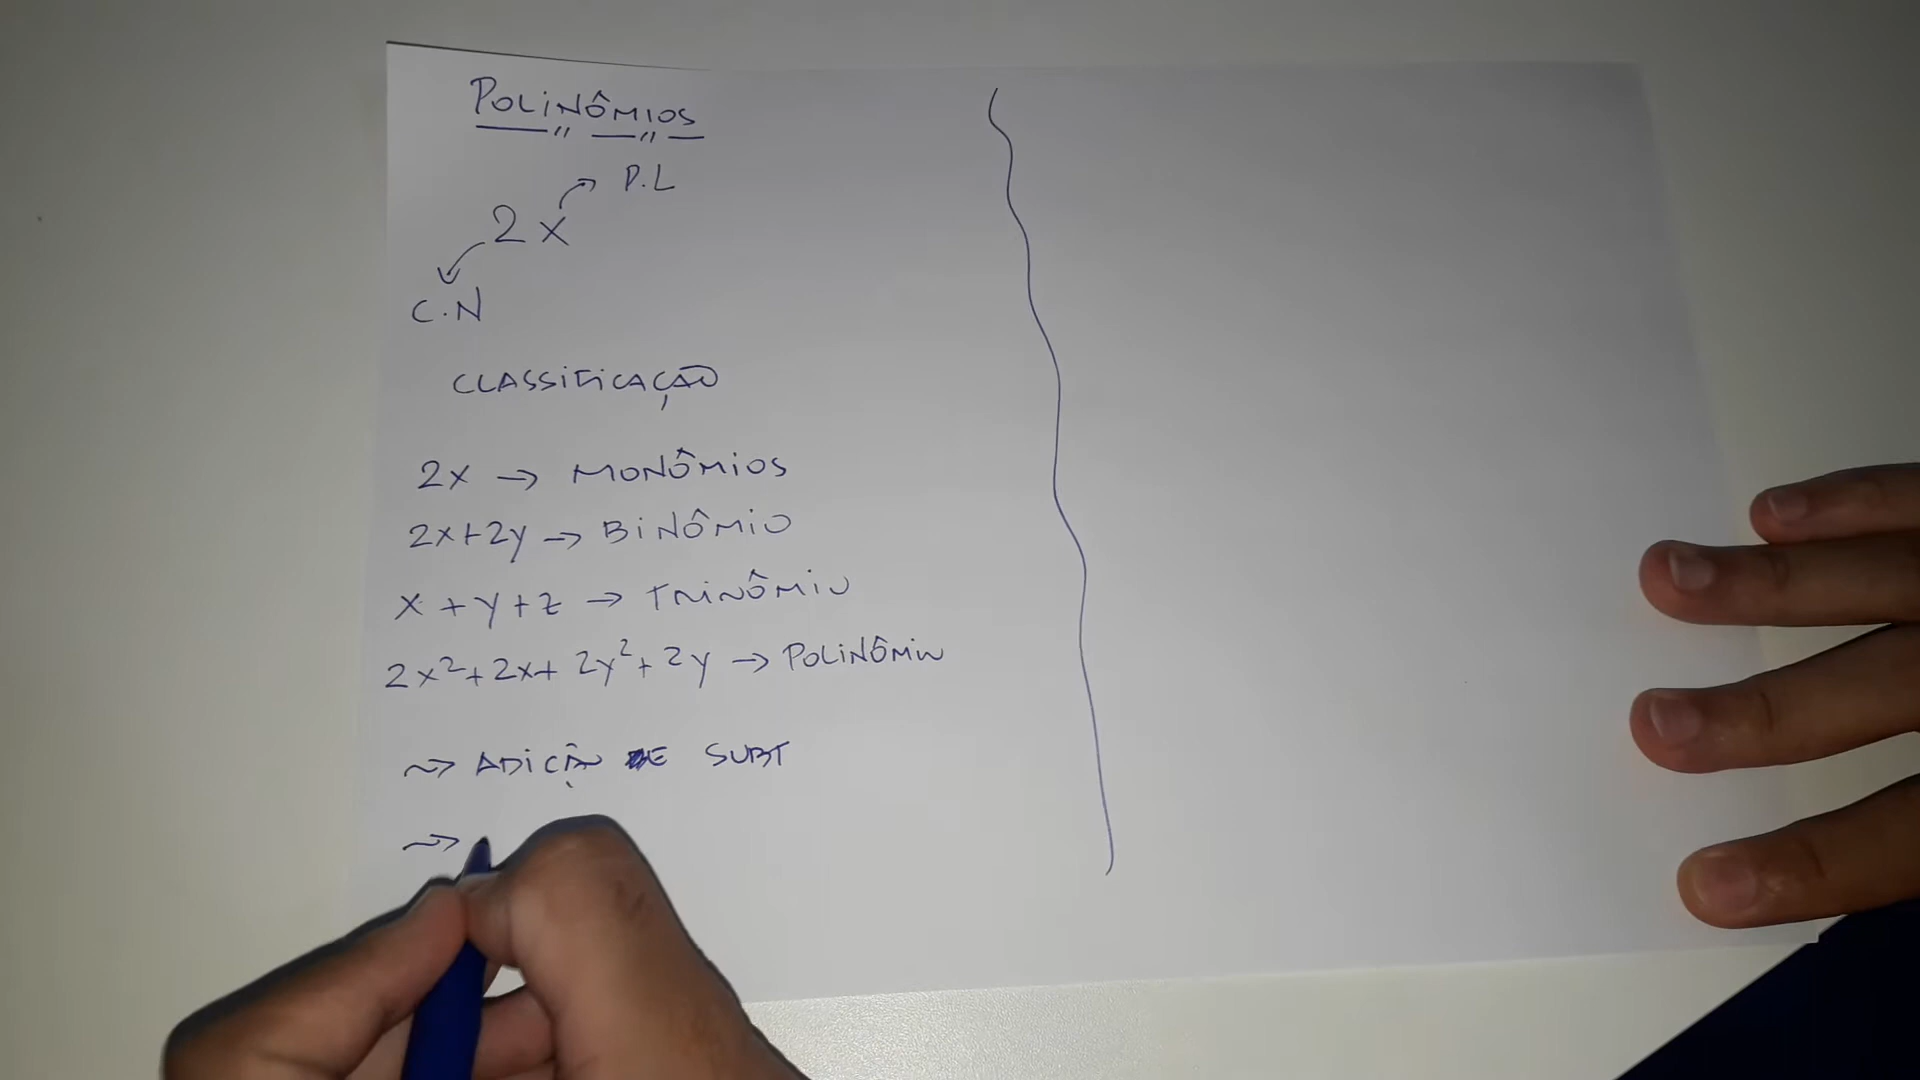 POLINÔMIOS
P.L
2x
C.N
CLASSIFICAÇÃO
2x → MONÔMIOS
2x+2y → BINÔMIO
x+y+z → TRINÔMIO
2x²+2x+2y²+2y → POLINÔMIO
~> ADIÇÃO E SUBT
~>